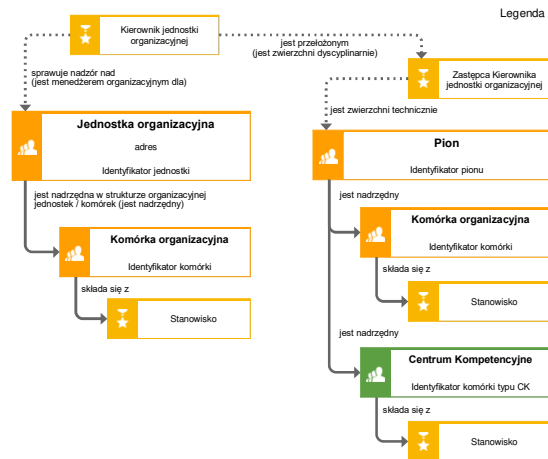 Legenda
Kierownik jednostki
organizacyjnej
jest przełożonym
(jest zwierzchni dyscyplinarnie)
sprawuje nadzór nad
(jest menedżerem organizacyjnym dla)
Zastępca Kierownika
jednostki organizacyjnej
jest zwierzchni technicznie
Jednostka organizacyjna
adres
Identyfikator jednostki
Pion
Identyfikator pionu
jest nadrzędna w strukturze organizacyjnej
jednostek / komórek (jest nadrzędny)
jest nadrzędny
Komórka organizacyjna
Identyfikator komórki
Komórka organizacyjna
Identyfikator komórki
składa się z
Stanowisko
składa się z
Stanowisko
jest nadrzędny
Centrum Kompetencyjne
Identyfikator komórki typu CK
składa się z
Stanowisko